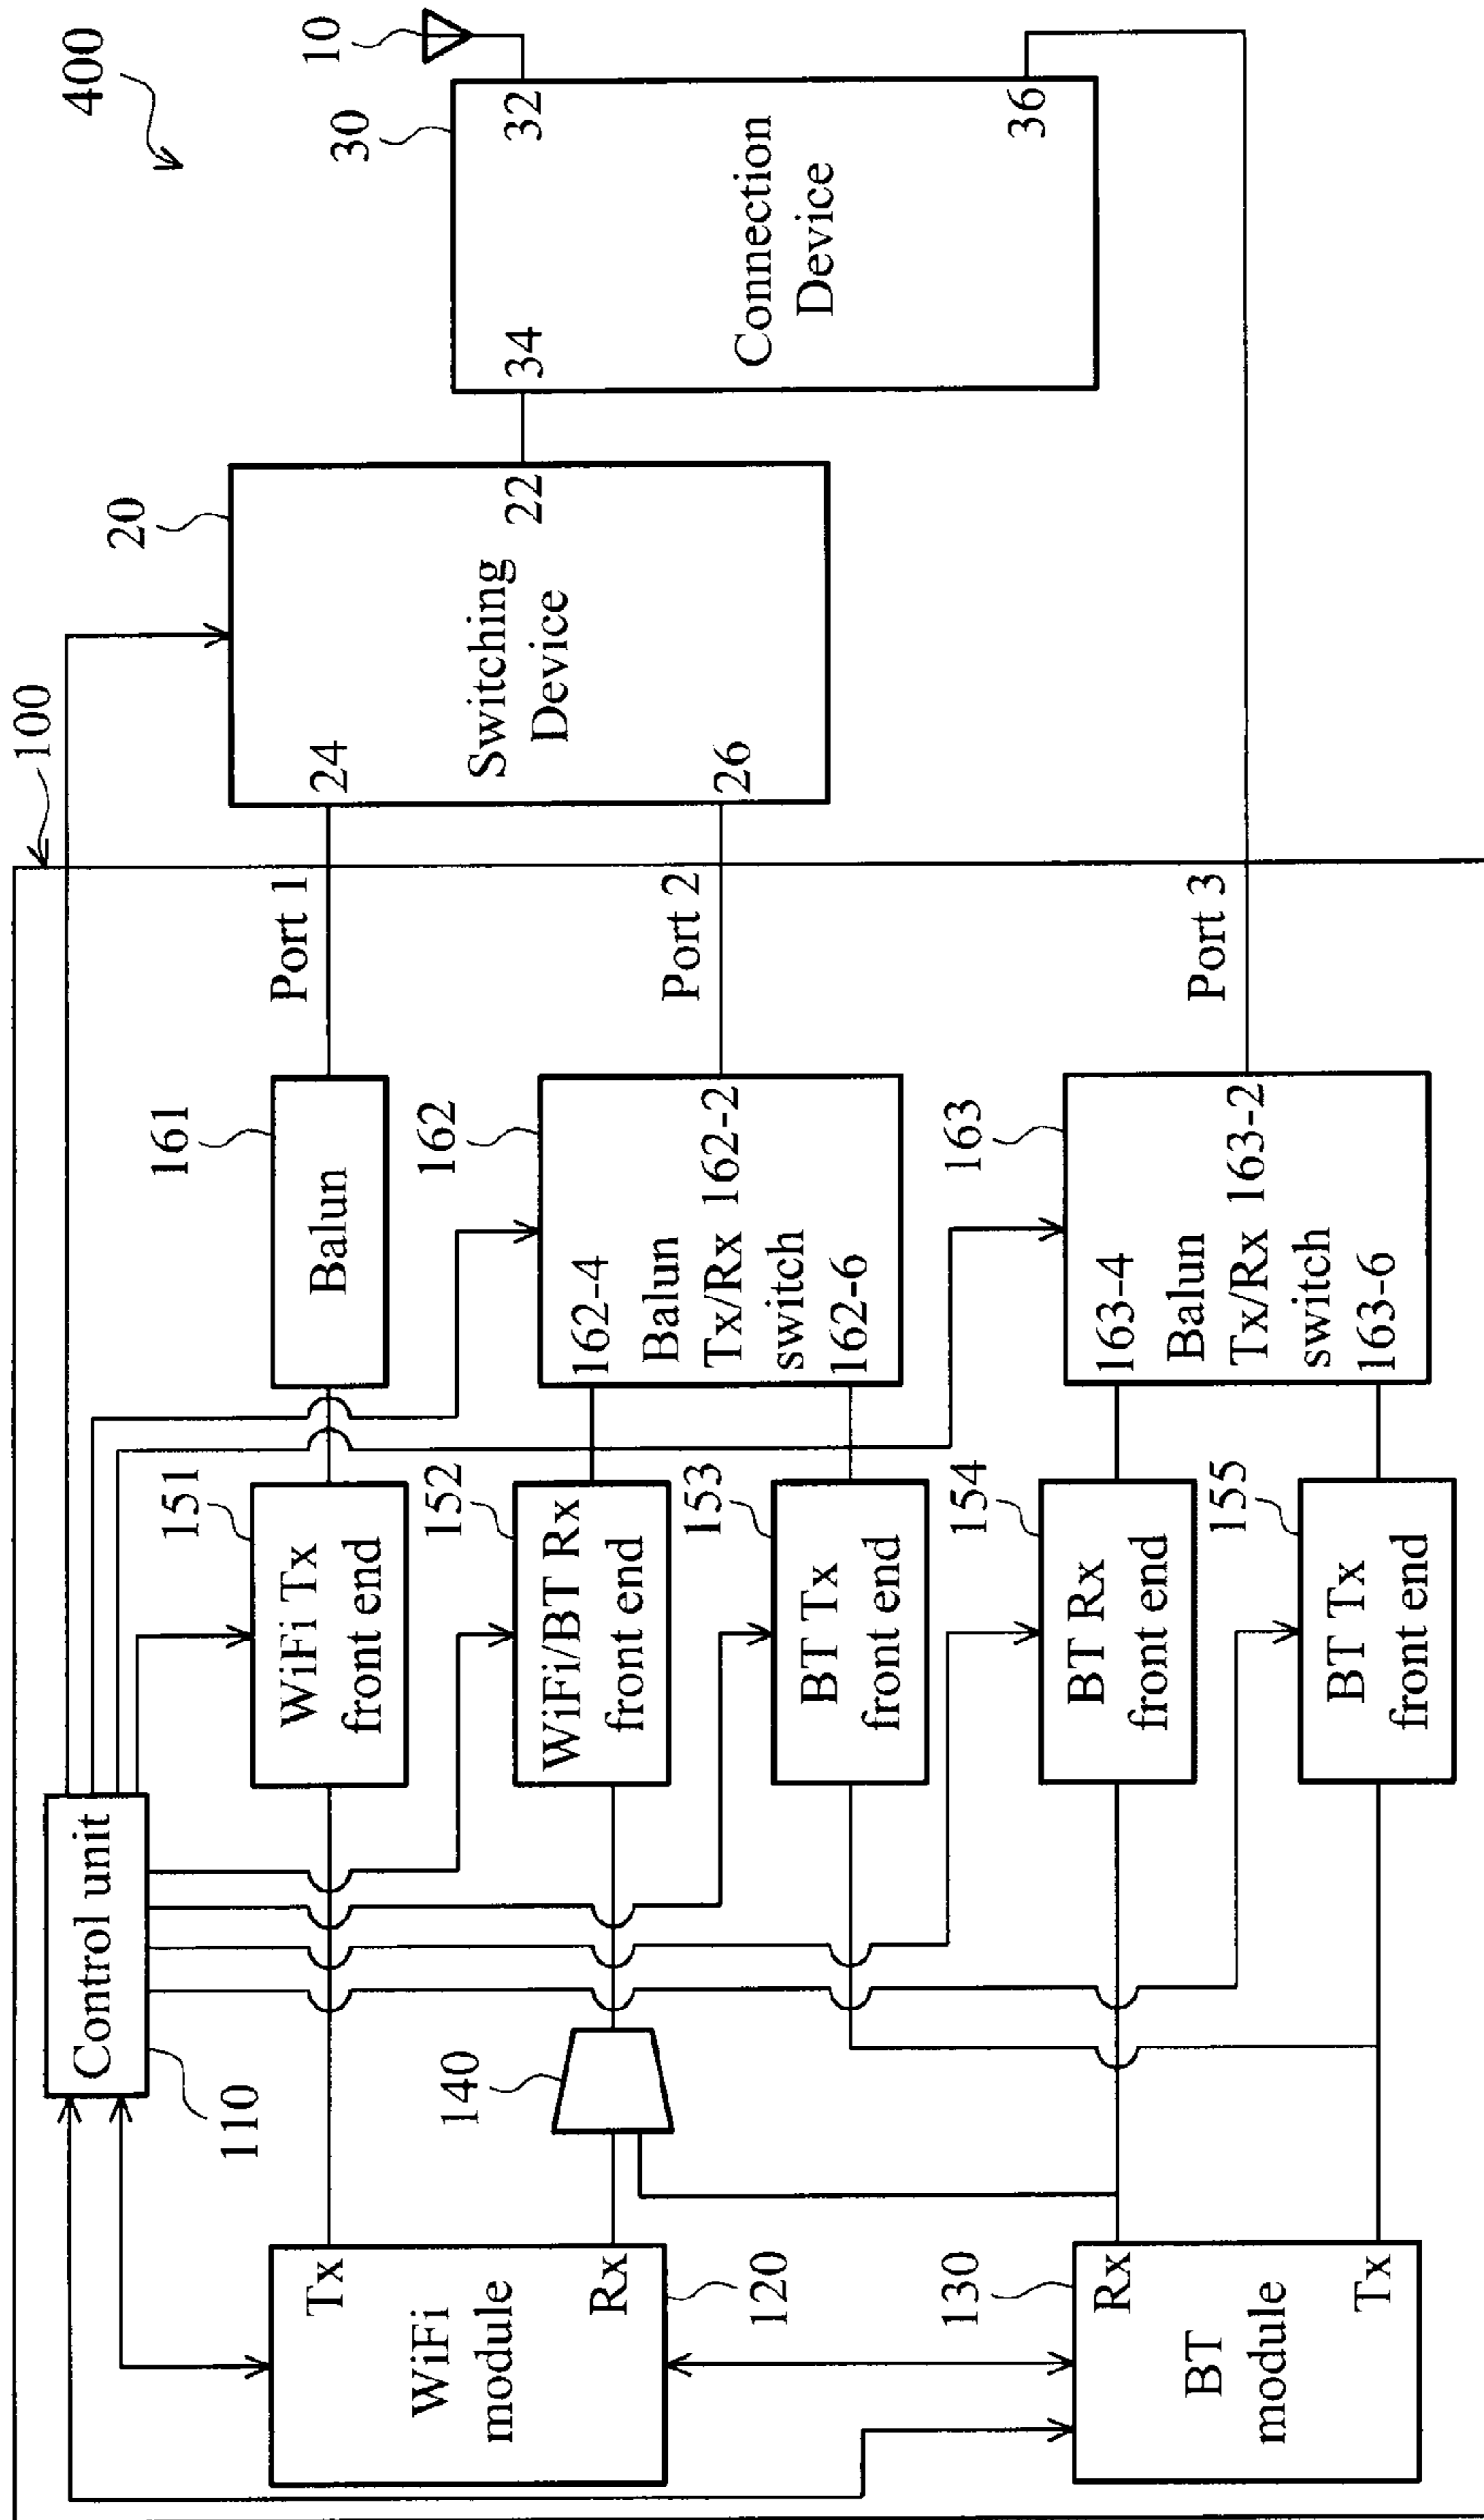 400
100
Control unit
110
WiFi
module
Tx
Rx
120
BT
module
Rx
Tx
130
140
WiFi Tx
front end
151
WiFi/BT Rx
front end
152
BT Tx
front end
153
BT Rx
front end
154
BT Tx
front end
155
Balun
161
162
162-4
Balun
Tx/Rx 162-2
switch
162-6
163
163-4
Balun
Tx/Rx 163-2
switch
163-6
Port 1
Port 2
Port 3
20
24
Switching
Device
22
26
30
34
32
Connection
Device
36
10